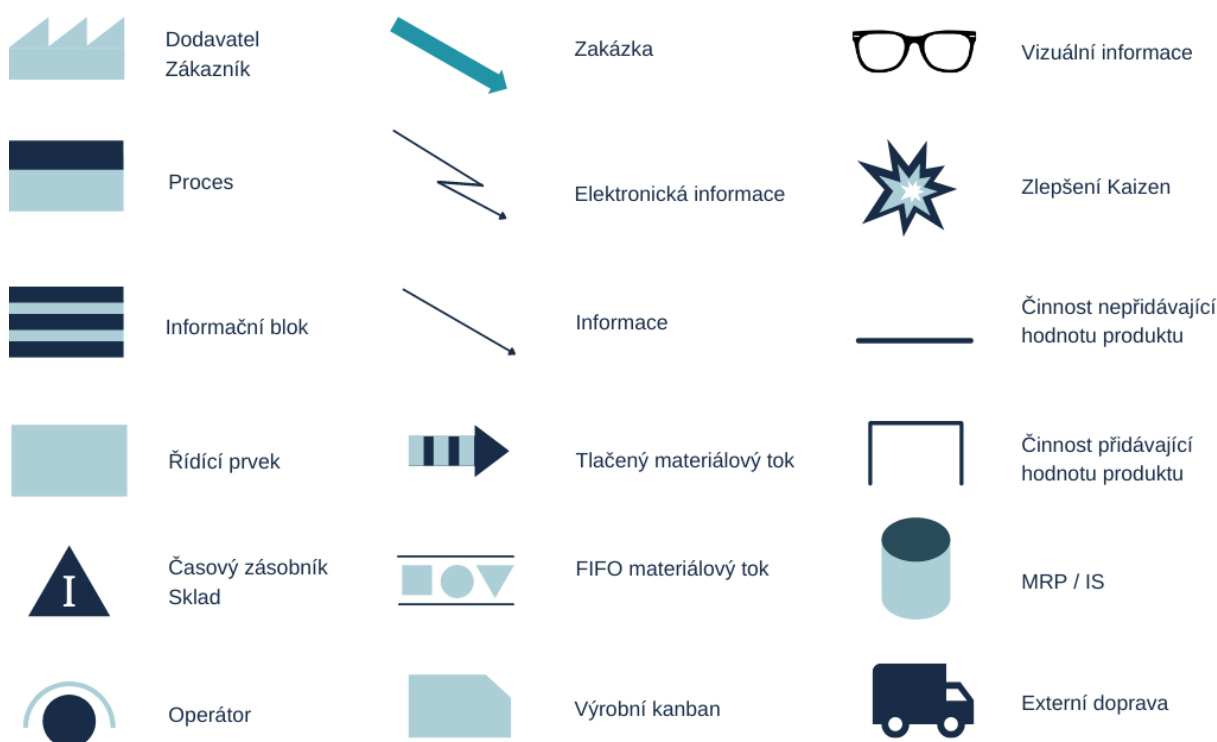 Dodavatel
Zákazník
Zakázka
Vizuální informace
Proces
Elektronická informace
Zlepšení Kaizen
Informační blok
Informace
Činnost nepřidávající
hodnotu produktu
Řídící prvek
Tlačený materiálový tok
Činnost přidávající
hodnotu produktu
I
Časový zásobník
Sklad
FIFO materiálový tok
MRP / IS
Operátor
Výrobní kanban
Externí doprava